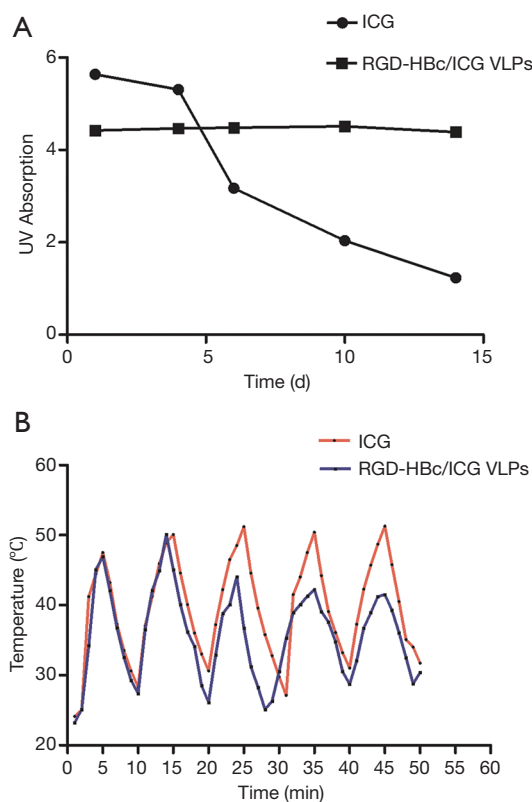 A
ICG
RGD-HBc/ICG VLPs
6
4
2
0
UV Absorption
0 5 10 15
Time (d)
B
ICG
RGD-HBc/ICG VLPs
60
50
40
30
20
Temperature (℃)
0 5 10 15 20 25 30 35 40 45 50 55 60
Time (min)